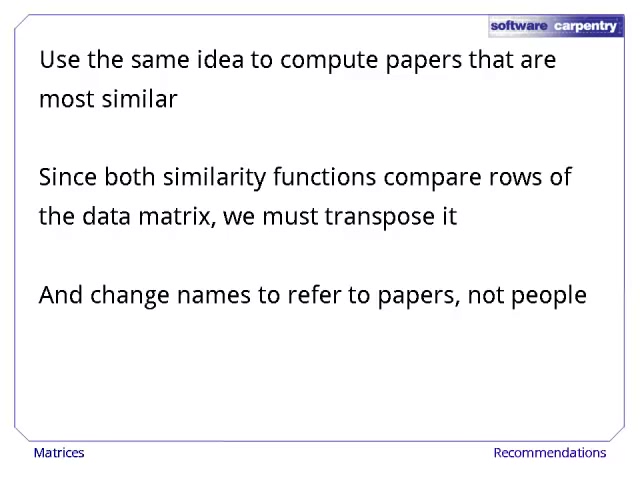 software carpentry
Use the same idea to compute papers that are
most similar
Since both similarity functions compare rows of
the data matrix, we must transpose it
And change names to refer to papers, not people
Matrices
Recommendations